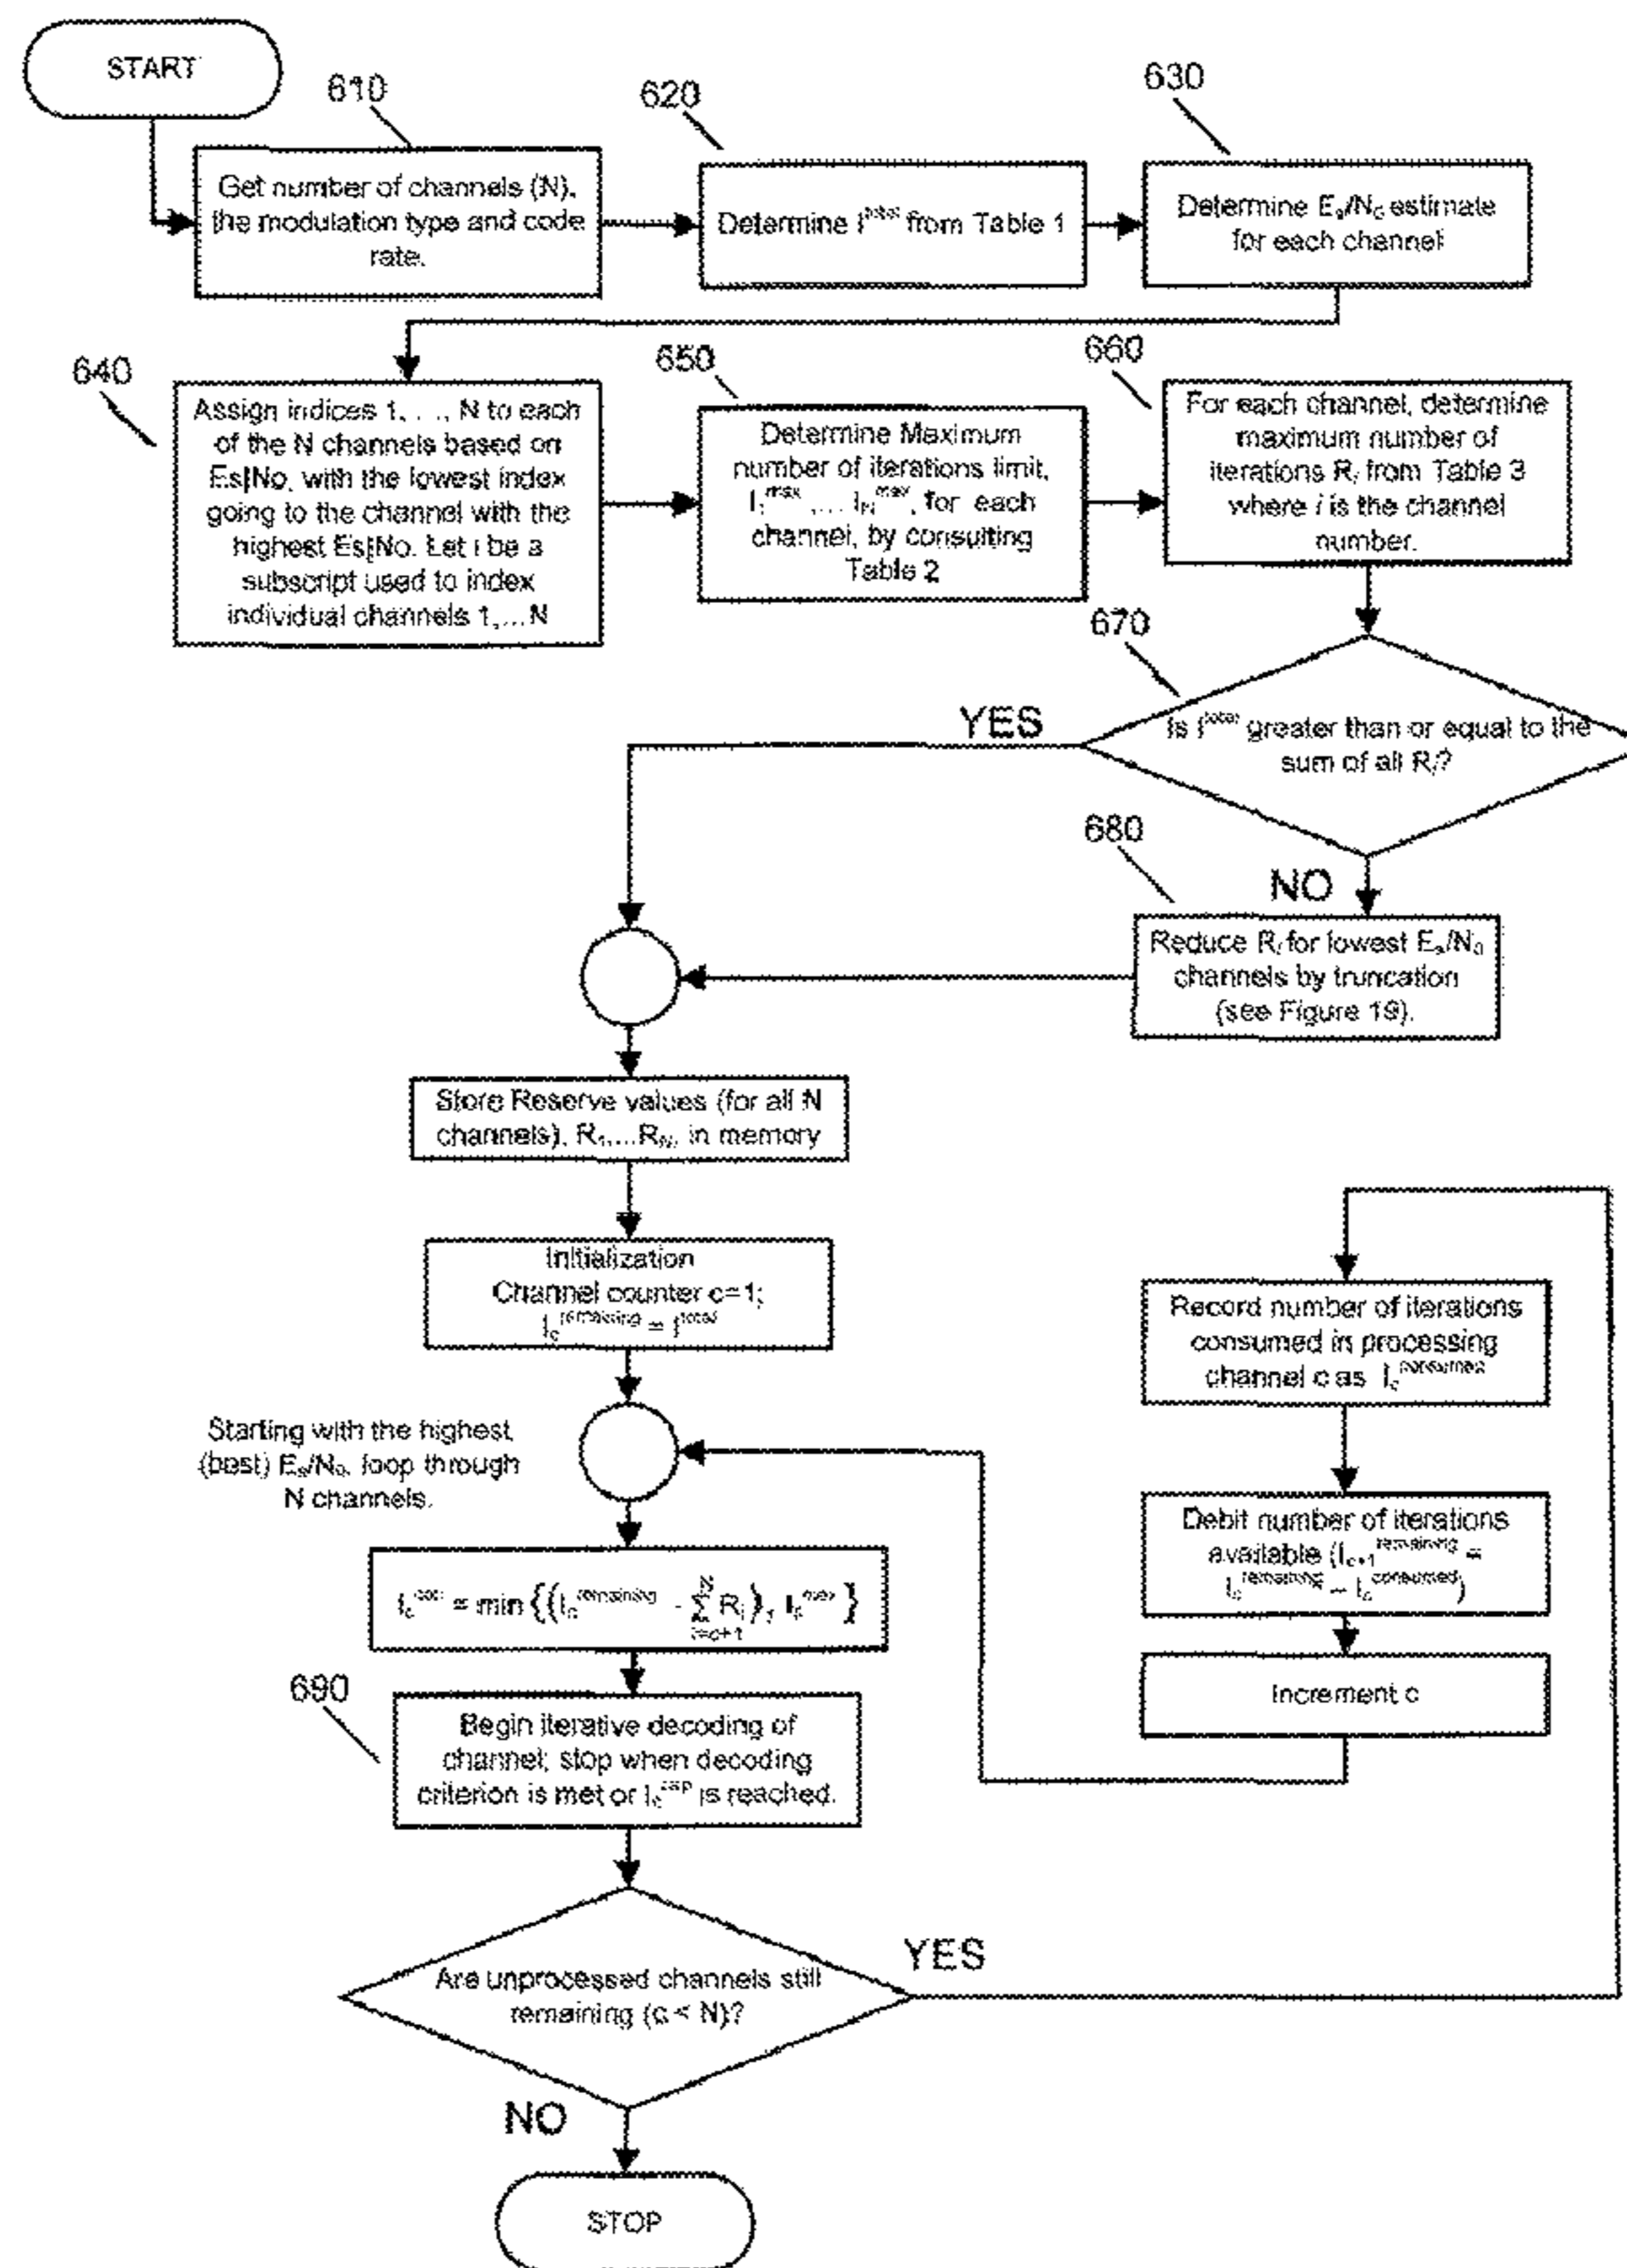 START
610
620
630
Get number of channels (N),
the modulation type and code
rate.
Determine I^total from Table 1
Determine Es/N0 estimate
for each channel
640
650
660
Assign indices 1, . . ., N to each
of the N channels based on
Es|No, with the lowest index
going to the channel with the
highest Es|No. Let i be a
subscript used to index
individual channels 1,...N
Determine Maximum
number of iterations limit,
I1^max,... IN^max, for each
channel, by consulting
Table 2
For each channel, determine
maximum number of
iterations Ri from Table 3
where i is the channel
number.
670
YES
Is I^total greater than or equal to the
sum of all Ri?
680
NO
Reduce Ri for lowest Es/N0
channels by truncation
(see Figure 19).
Store Reserve values (for all N
channels), R1,...RN, in memory
Initialization
Channel counter c=1;
Ic^remaining = I^total
Starting with the highest
(best) Es/N0, loop through
N channels.
Record number of iterations
consumed in processing
channel c as Ic^consumed
Debit number of iterations
available (Ic+1^remaining =
Ic^remaining – Ic^consumed)
Increment c
Ic^cap = min {(Ic^remaining - Σ_{i=c+1}^{N} Ri), Ic^max}
690
Begin iterative decoding of
channel; stop when decoding
criterion is met or Ic^cap is reached.
Are unprocessed channels still
remaining (c < N)?
YES
NO
STOP